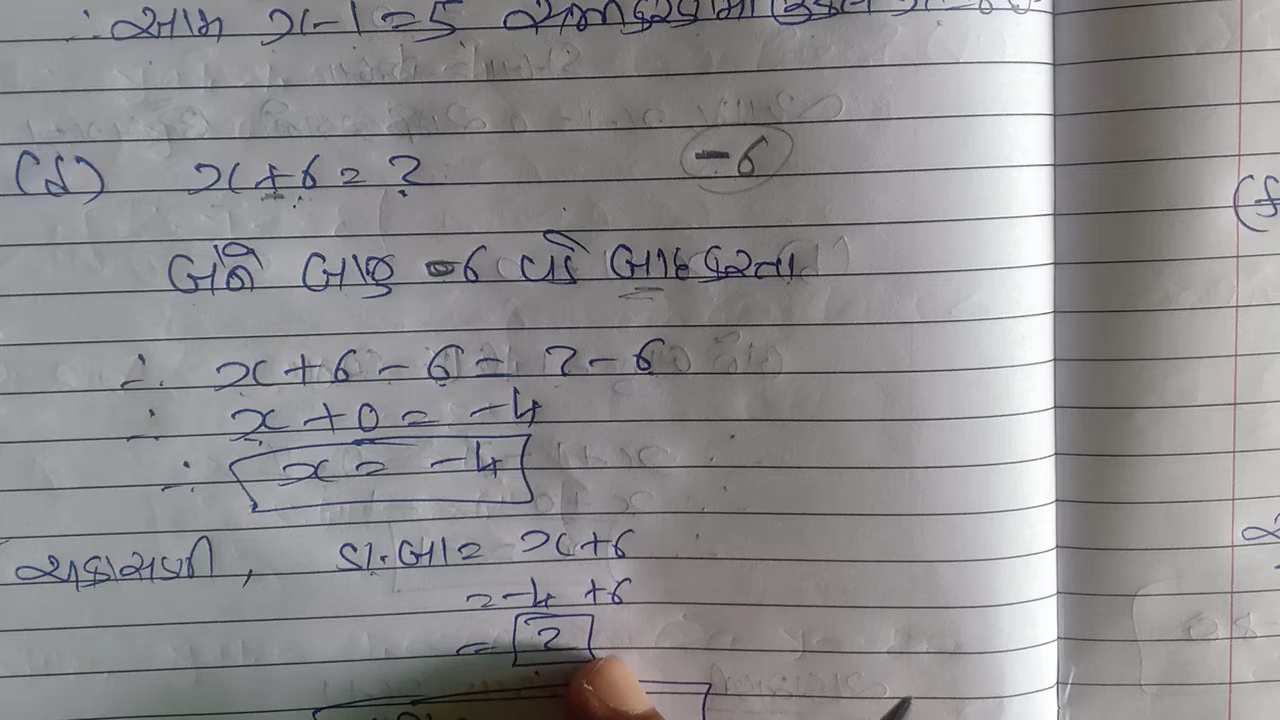 ∴ આમ x-1=5
(d) x+6=2 -6
બંને બાજુ -6 વડે બાદ કરતા
∴ x+6-6=2-6
∴ x+0=-4
∴ x=-4
ચકાસણી, ડા.બા= x+6
=-4+6
=2